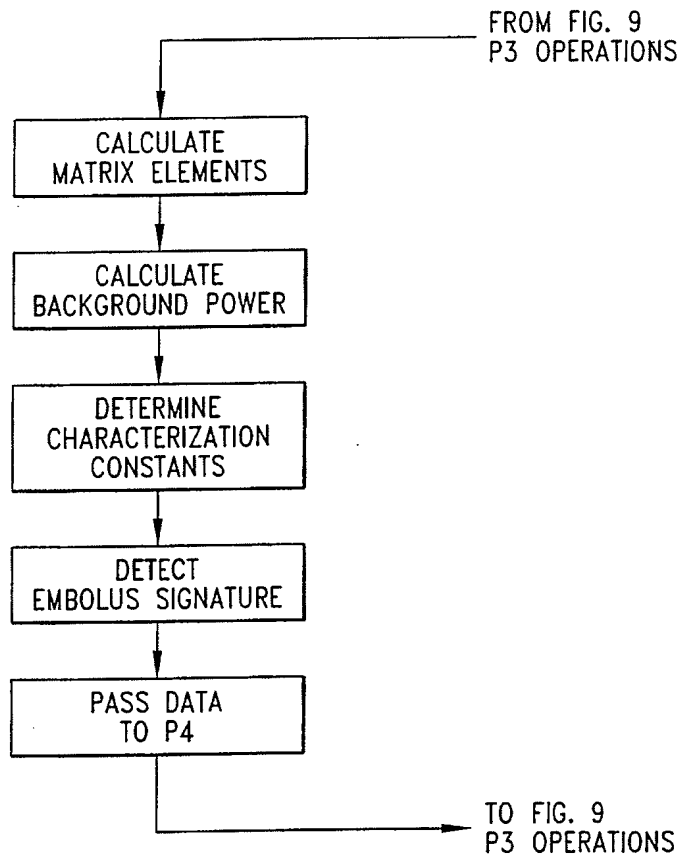 FROM FIG. 9
P3 OPERATIONS
CALCULATE
MATRIX ELEMENTS
CALCULATE
BACKGROUND POWER
DETERMINE
CHARACTERIZATION
CONSTANTS
DETECT
EMBOLUS SIGNATURE
PASS DATA
TO P4
TO FIG. 9
P3 OPERATIONS